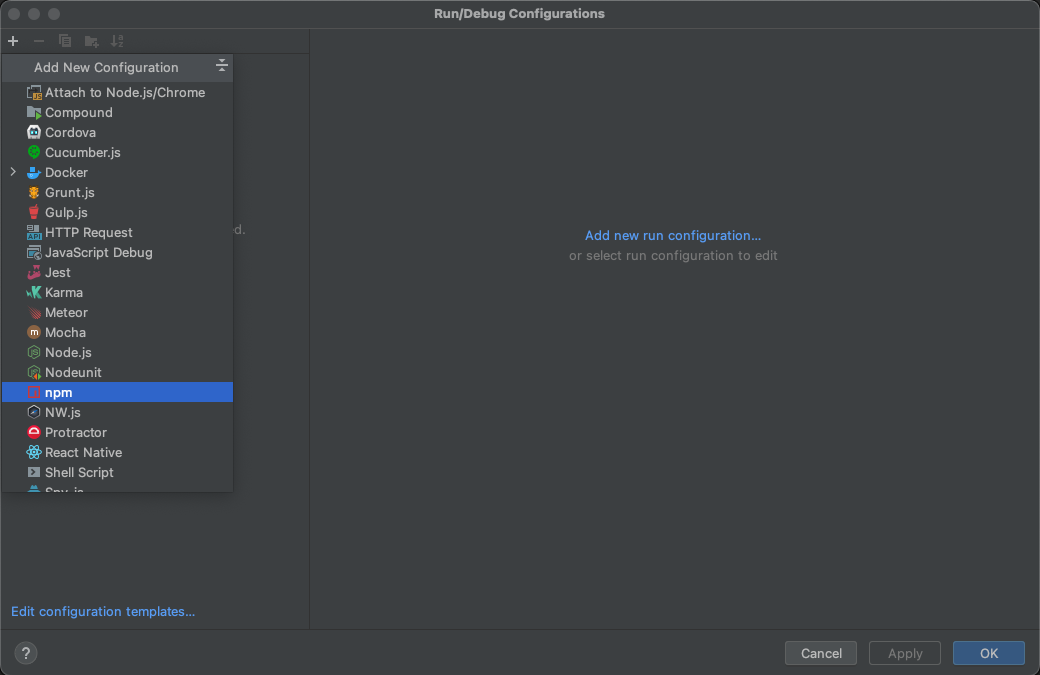 Run/Debug Configurations
Add New Configuration
Attach to Node.js/Chrome
Compound
Cordova
Cucumber.js
Docker
Grunt.js
Gulp.js
HTTP Request
JavaScript Debug
Jest
Karma
Meteor
Mocha
Node.js
Nodeunit
npm
NW.js
Protractor
React Native
Shell Script
ed.
Add new run configuration...
or select run configuration to edit
Edit configuration templates...
?
Cancel
Apply
OK